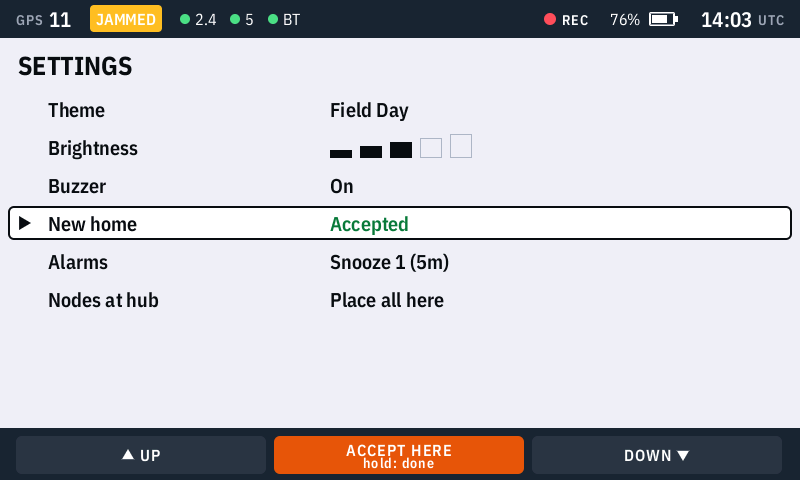 GPS 11 JAMMED 2.4 5 BT REC 76% 14:03 UTC
SETTINGS
Theme Field Day
Brightness
Buzzer On
New home Accepted
Alarms Snooze 1 (5m)
Nodes at hub Place all here
UP ACCEPT HERE DOWN
hold: done